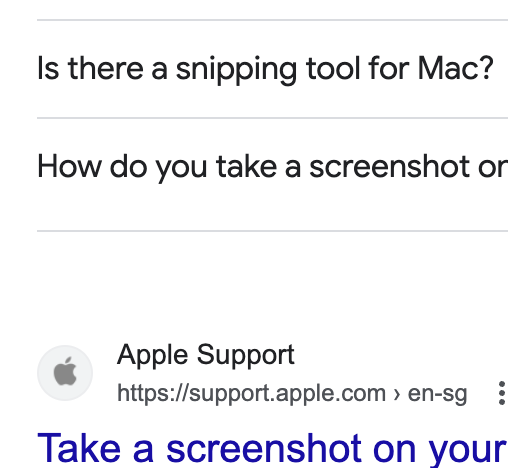 Is there a snipping tool for Mac?
How do you take a screenshot or
Apple Support
https://support.apple.com › en-sg
Take a screenshot on your